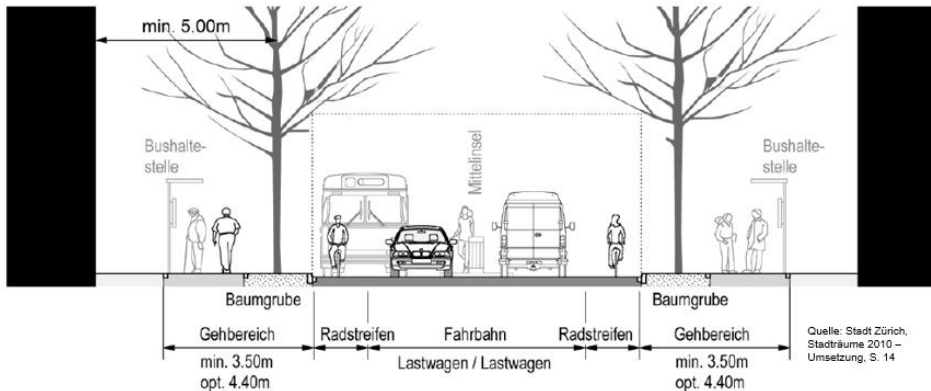 min. 5.00m
Bushalte-
stelle
Mittelinsel
Bushalte-
stelle
Baumgrube
Baumgrube
Gehbereich
Radstreifen
Fahrbahn
Radstreifen
Gehbereich
min. 3.50m
opt. 4.40m
Lastwagen / Lastwagen
min. 3.50m
opt. 4.40m
Quelle: Stadt Zürich,
Stadträume 2010 –
Umsetzung, S. 14